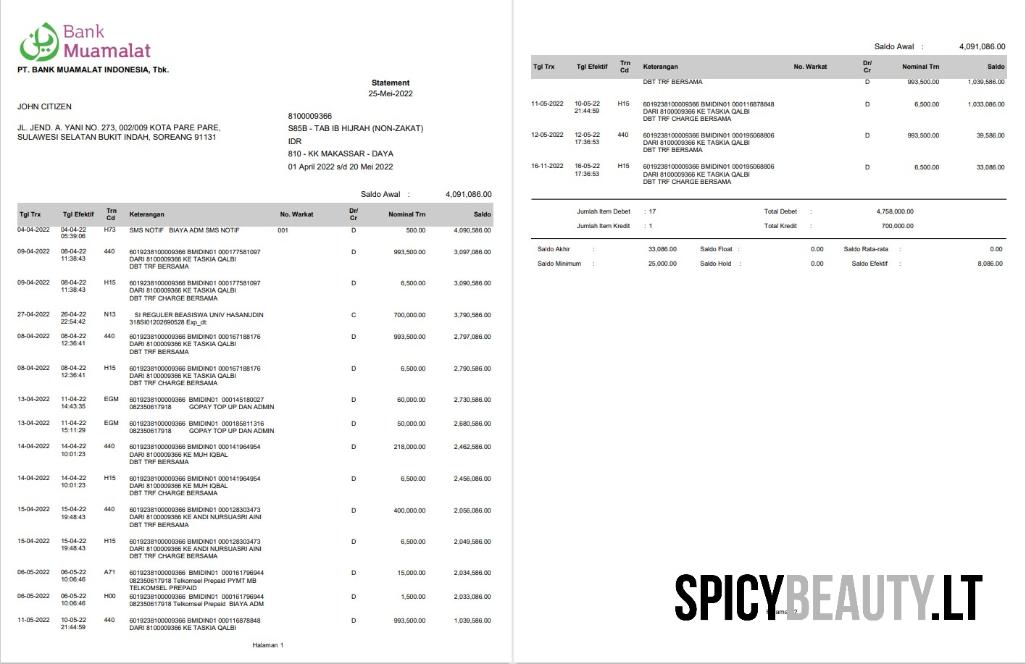 Bank
Muamalat
PT. BANK MUAMALAT INDONESIA, Tbk.
Statement
25-Mei-2022
JOHN CITIZEN
JL. JEND. A. YANI NO. 273, 002/009 KOTA PARE PARE,
SULAWESI SELATAN BUKIT INDAH, SOREANG 91131
8100009366
S85B - TAB IB HIJRAH (NON-ZAKAT)
IDR
810 - KK MAKASSAR - DAYA
01 April 2022 s/d 20 Mei 2022
Saldo Awal : 4,091,086.00
Tgl Trx Tgl Efektif Trn Cd Keterangan No. Warkat Dr/ Cr Nominal Trn Saldo
04-04-2022 04-04-22 H73 SMS NOTIF BIAYA ADM SMS NOTIF 001 D 500.00 4,090,586.00
05:39:06
09-04-2022 08-04-22 440 6019238100009366 BMIDIN01 000177581097 D 993,500.00 3,097,086.00
11:38:43 DARI 8100009366 KE TASKIA QALBI
DBT TRF BERSAMA
09-04-2022 08-04-22 H15 6019238100009366 BMIDIN01 000177581097 D 6,500.00 3,090,586.00
11:38:43 DARI 8100009366 KE TASKIA QALBI
DBT TRF CHARGE BERSAMA
27-04-2022 26-04-22 N13 SI REGULER BEASISWA UNIV HASANUDIN C 700,000.00 3,790,586.00
22:54:42 318SI01202690528 Exp_dt:
08-04-2022 08-04-22 440 6019238100009366 BMIDIN01 000167188176 D 993,500.00 2,797,086.00
12:36:41 DARI 8100009366 KE TASKIA QALBI
DBT TRF BERSAMA
08-04-2022 08-04-22 H15 6019238100009366 BMIDIN01 000167188176 D 6,500.00 2,790,586.00
12:36:41 DARI 8100009366 KE TASKIA QALBI
DBT TRF CHARGE BERSAMA
13-04-2022 11-04-22 EGM 6019238100009366 BMIDIN01 000145180027 D 60,000.00 2,730,586.00
14:43:35 082350617918 GOPAY TOP UP DAN ADMIN
13-04-2022 11-04-22 EGM 6019238100009366 BMIDIN01 000185811316 D 50,000.00 2,680,586.00
15:11:29 082350617918 GOPAY TOP UP DAN ADMIN
14-04-2022 14-04-22 440 6019238100009366 BMIDIN01 000141964954 D 218,000.00 2,462,586.00
10:01:23 DARI 8100009366 KE MUH IQBAL
DBT TRF BERSAMA
14-04-2022 14-04-22 H15 6019238100009366 BMIDIN01 000141964954 D 6,500.00 2,456,086.00
10:01:23 DARI 8100009366 KE MUH IQBAL
DBT TRF CHARGE BERSAMA
15-04-2022 15-04-22 440 6019238100009366 BMIDIN01 000128303473 D 400,000.00 2,056,086.00
19:48:43 DARI 8100009366 KE ANDI NURSUASRI AINI
DBT TRF BERSAMA
15-04-2022 15-04-22 H15 6019238100009366 BMIDIN01 000128303473 D 6,500.00 2,049,586.00
19:48:43 DARI 8100009366 KE ANDI NURSUASRI AINI
DBT TRF CHARGE BERSAMA
06-05-2022 06-05-22 A71 6019238100009366 BMIDIN01 000161796944 D 15,000.00 2,034,586.00
10:06:46 082350617918 Telkomsel Prepaid PYMT MB
TELKOMSEL PREPAID
06-05-2022 06-05-22 H00 6019238100009366 BMIDIN01 000161796944 D 1,500.00 2,033,086.00
10:06:46 082350617918 Telkomsel Prepaid BIAYA ADM
11-05-2022 10-05-22 440 6019238100009366 BMIDIN01 000116878848 D 993,500.00 1,039,586.00
21:44:59 DARI 8100009366 KE TASKIA QALBI
Halaman 1
Saldo Awal : 4,091,086.00
Tgl Trx Tgl Efektif Trn Cd Keterangan No. Warkat Dr/ Cr Nominal Trn Saldo
DBT TRF BERSAMA D 993,500.00 1,039,586.00
11-05-2022 10-05-22 H15 6019238100009366 BMIDIN01 000116878848 D 6,500.00 1,033,086.00
21:44:59 DARI 8100009366 KE TASKIA QALBI
DBT TRF CHARGE BERSAMA
12-05-2022 12-05-22 440 6019238100009366 BMIDIN01 000195068806 D 993,500.00 39,586.00
17:36:53 DARI 8100009366 KE TASKIA QALBI
DBT TRF BERSAMA
16-11-2022 16-05-22 H15 6019238100009366 BMIDIN01 000195068806 D 6,500.00 33,086.00
17:36:53 DARI 8100009366 KE TASKIA QALBI
DBT TRF CHARGE BERSAMA
Jumlah Item Debet : 17 Total Debet : 4,758,000.00
Jumlah Item Kredit : 1 Total Kredit : 700,000.00
Saldo Akhir : 33,086.00 Saldo Float : 0.00 Saldo Rata-rata : 0.00
Saldo Minimum : 25,000.00 Saldo Hold : 0.00 Saldo Efektif : 8,086.00
SPICYBEAUTY.LT